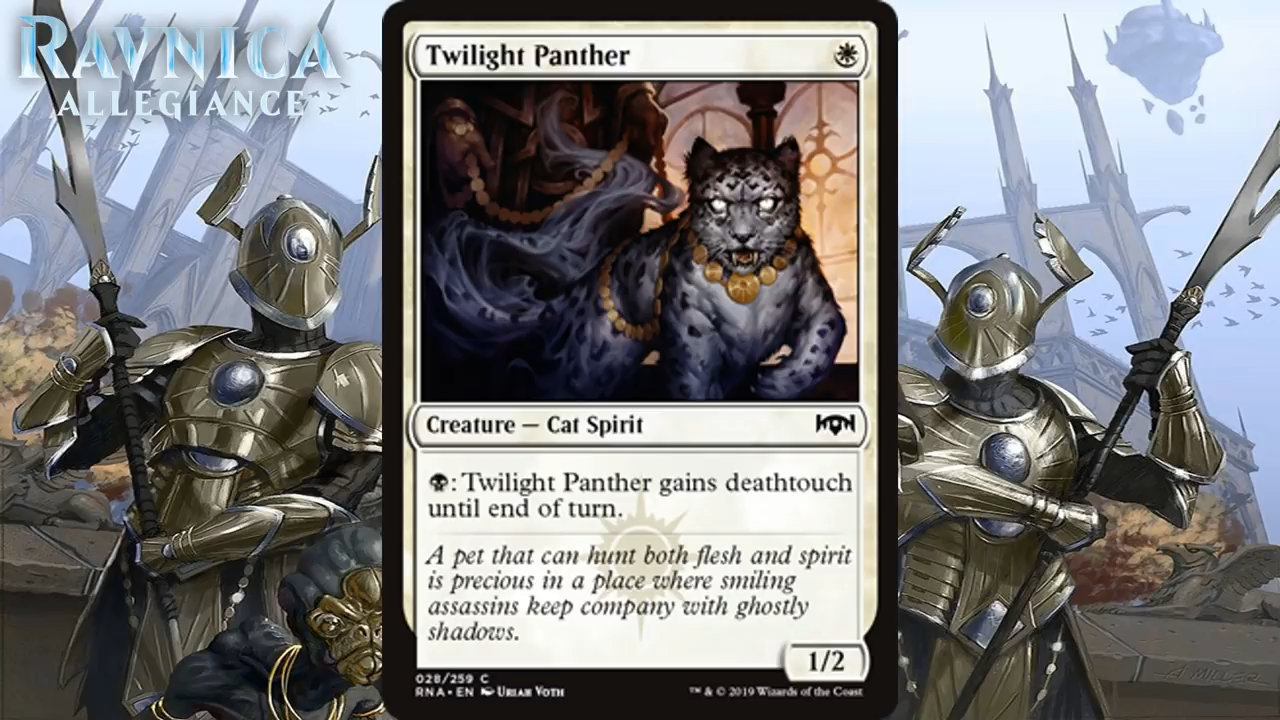 RAVNICA
ALLEGIANCE
Twilight Panther
Creature — Cat Spirit
: Twilight Panther gains deathtouch
until end of turn.
A pet that can hunt both flesh and spirit
is precious in a place where smiling
assassins keep company with ghostly
shadows.
1/2
028/259 C
RNA • EN Uriah Voth
™ & © 2019 Wizards of the Coast
A. MILLER